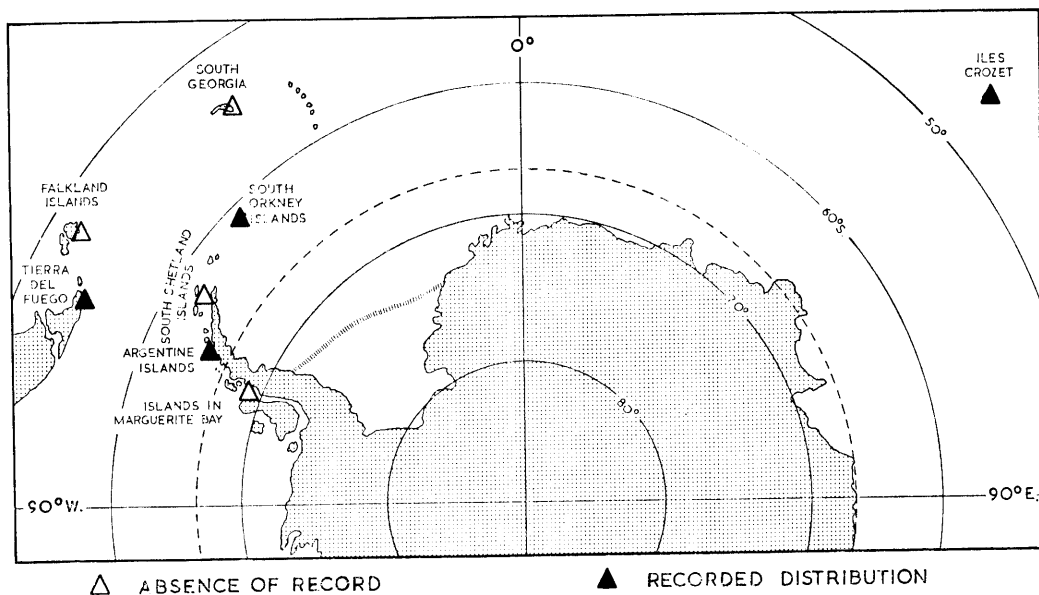 0°
SOUTH
GEORGIA
ILES
CROZET
50°
FALKLAND
ISLANDS
SOUTH
ORKNEY
ISLANDS
60°S
TIERRA
DEL
FUEGO
SOUTH SHETLAND
ISLANDS
70°
ARGENTINE
ISLANDS
ISLANDS IN
MARGUERITE BAY
80°
90°W.
90°E.
ABSENCE OF RECORD
RECORDED DISTRIBUTION